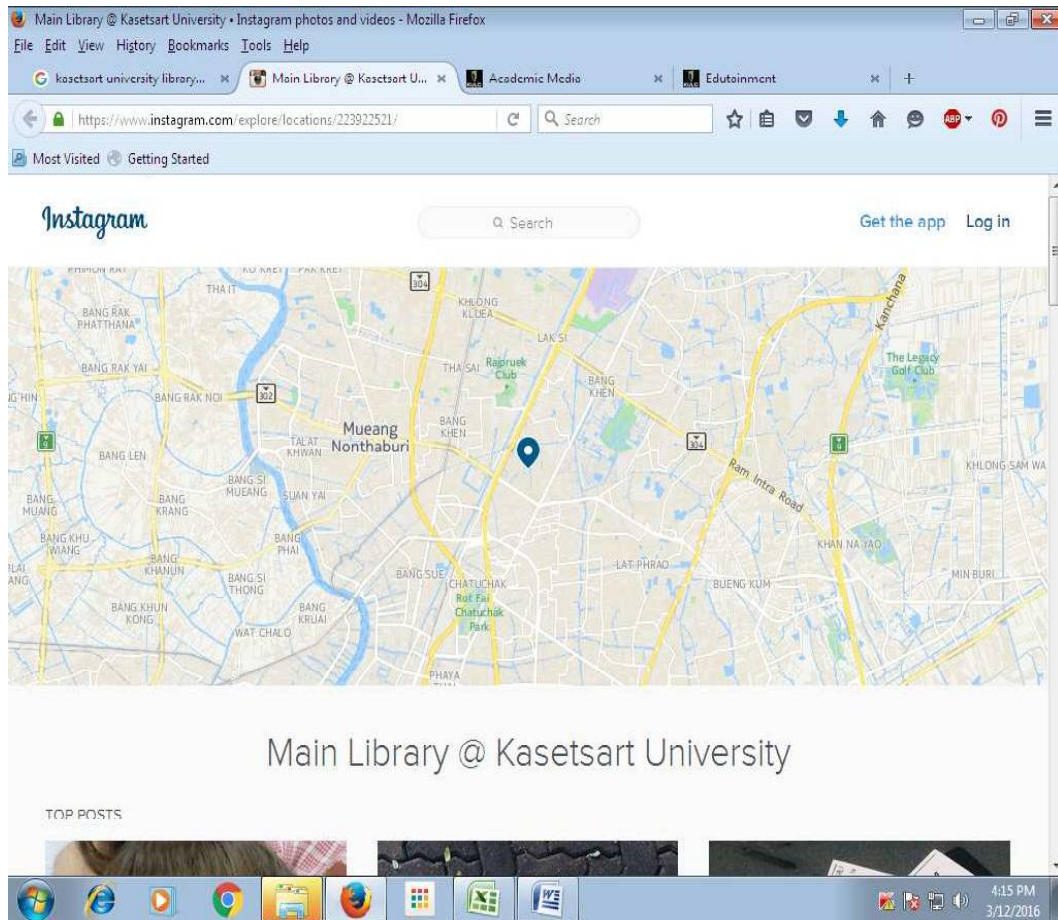 Main Library @ Kasetsart University • Instagram photos and videos - Mozilla Firefox
File Edit View History Bookmarks Tools Help
kasetsart university library... Main Library @ Kasetsart U... Academic Media Edutainment
https://www.instagram.com/explore/locations/223922521/ Search ABP
Most Visited Getting Started
Instagram Search Get the app Log in
304
THA IT
KHLONG KLUEA
Kanchana
BANG RAK PHATTHANA
LAK SI
BANG RAK YAI
THA SAI
Rajpruek Club
The Legacy Golf Club
BANG KHEN
302
BANG RAK NOI
Mueang Nonthaburi
BANG KHEN
TALAT KHWAN
304
9
9
BANG LEN
Ram Intra Road
KHLONG SAM WA
BANG SI MUEANG
SUAN YAI
BANG MUANG
BANG KRANG
BANG KHU WIANG
BANG PHAI
KHAN NA YAO
BANG KHANUN
BANG SUE
LAT PHRAO
BANG SI THONG
CHATUCHAK
BUENG KUM
MIN BURI
Rot Fai Chatuchak Park
BANG KHUN KONG
BANG KRUAI
WAT CHALO
PHAYA
Main Library @ Kasetsart University
TOP POSTS
4:15 PM
3/12/2016